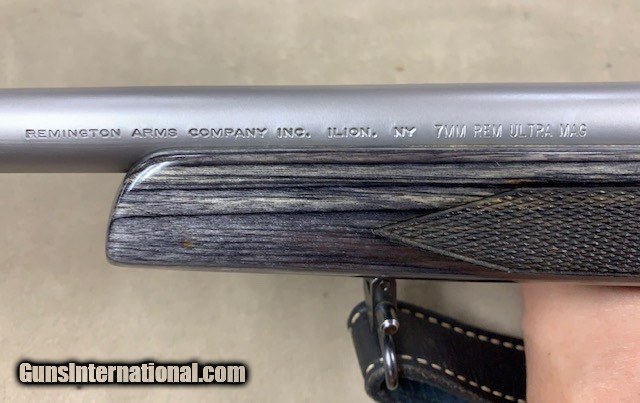 REMINGTON ARMS COMPANY INC. ILION, NY 7MM REM ULTRA MAG
GunsInternational.com